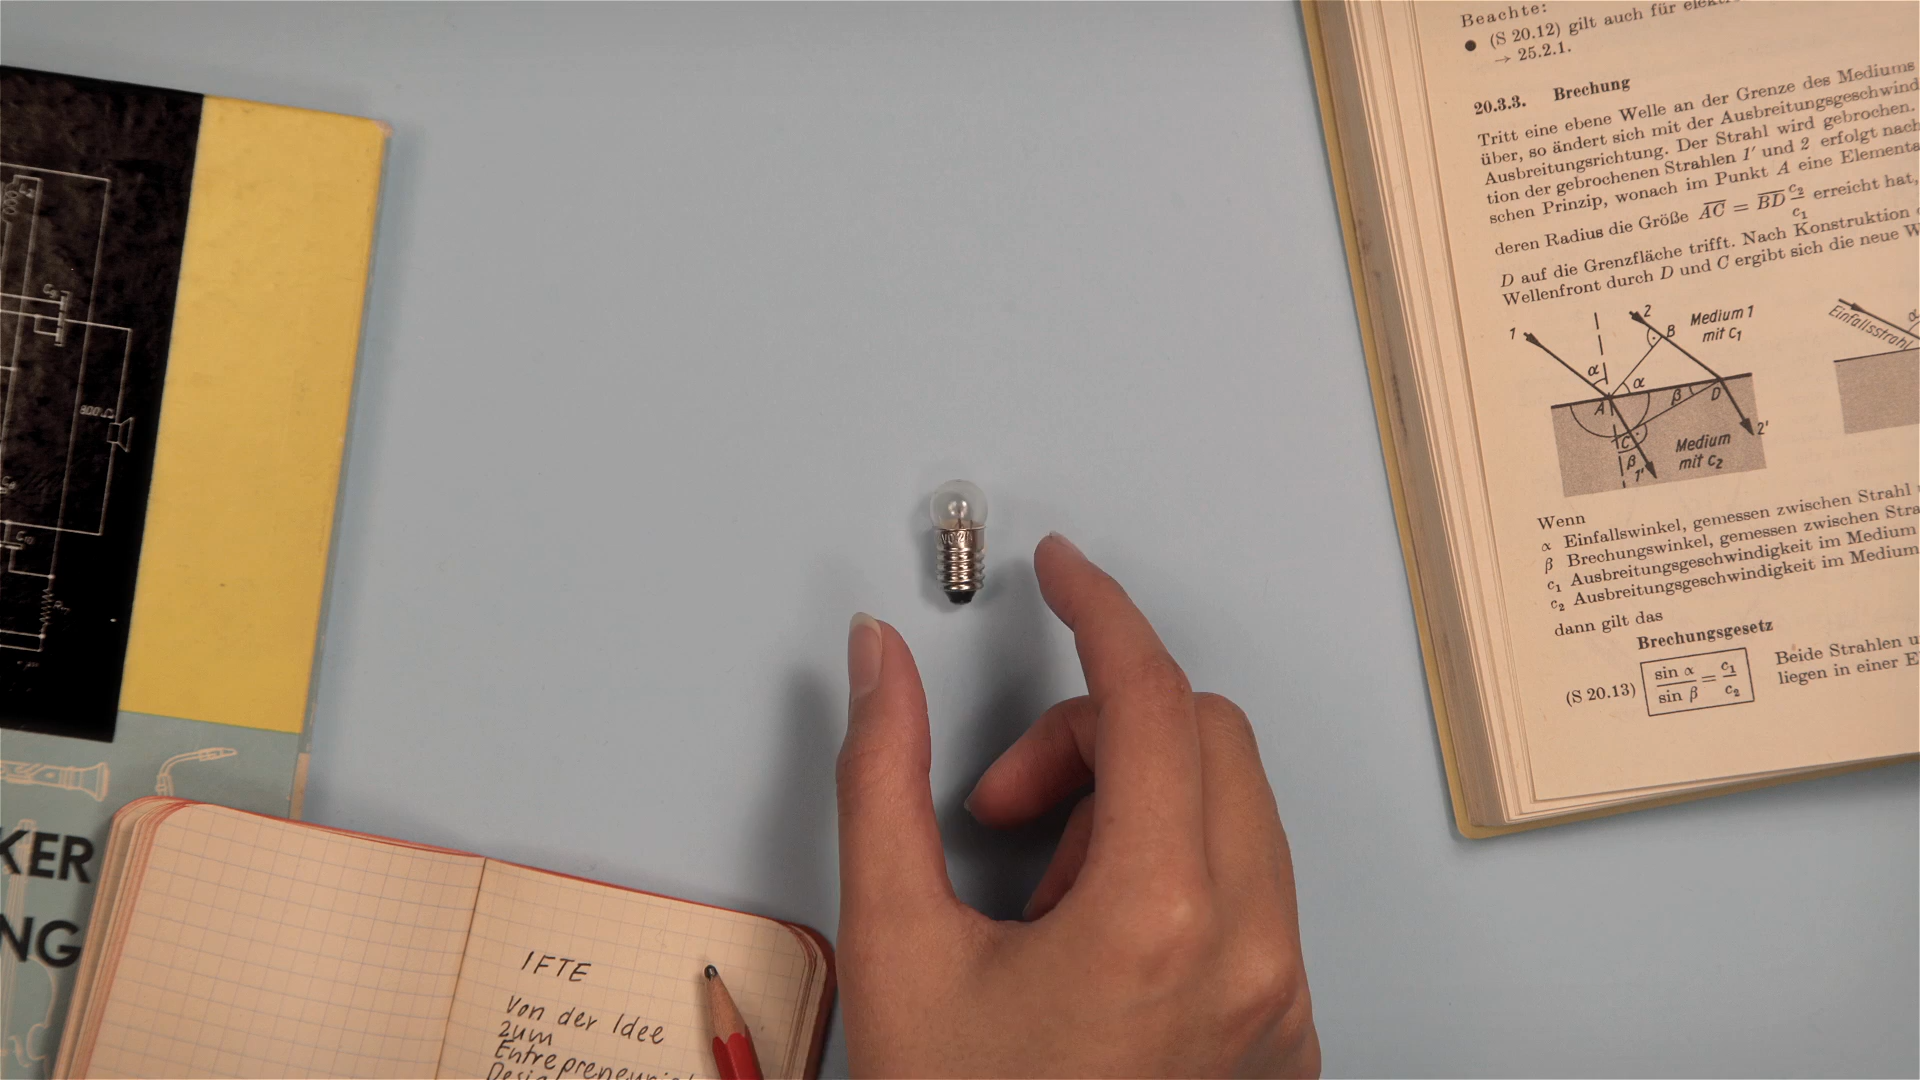 Beachte:
● (S 20.12) gilt auch für
→ 25.2.1.
20.3.3. Brechung
Tritt eine ebene Welle an der Grenze des Mediums
über, so ändert sich mit der Ausbreitungsgeschwind
Ausbreitungsrichtung. Der Strahl wird gebrochen.
tion der gebrochenen Strahlen 1' und 2 erfolgt nach
schen Prinzip, wonach im Punkt A eine Elementa
deren Radius die Größe AC = BD c2/c1 erreicht hat,
D auf die Grenzfläche trifft. Nach Konstruktion
Wellenfront durch D und C ergibt sich die neue W
1
2
B
Medium 1
mit c1
α
α
A
β
D
C
β
1'
2'
Medium
mit c2
Einfallsstrahl
α
Wenn
α Einfallswinkel, gemessen zwischen Strahl
β Brechungswinkel, gemessen zwischen Stra
c1 Ausbreitungsgeschwindigkeit im Medium
c2 Ausbreitungsgeschwindigkeit im Medium
dann gilt das
Brechungsgesetz
(S 20.13) sin α/sin β = c1/c2
Beide Strahlen u
liegen in einer E
800Ω
KER
NG
IFTE
Von der Idee
zum